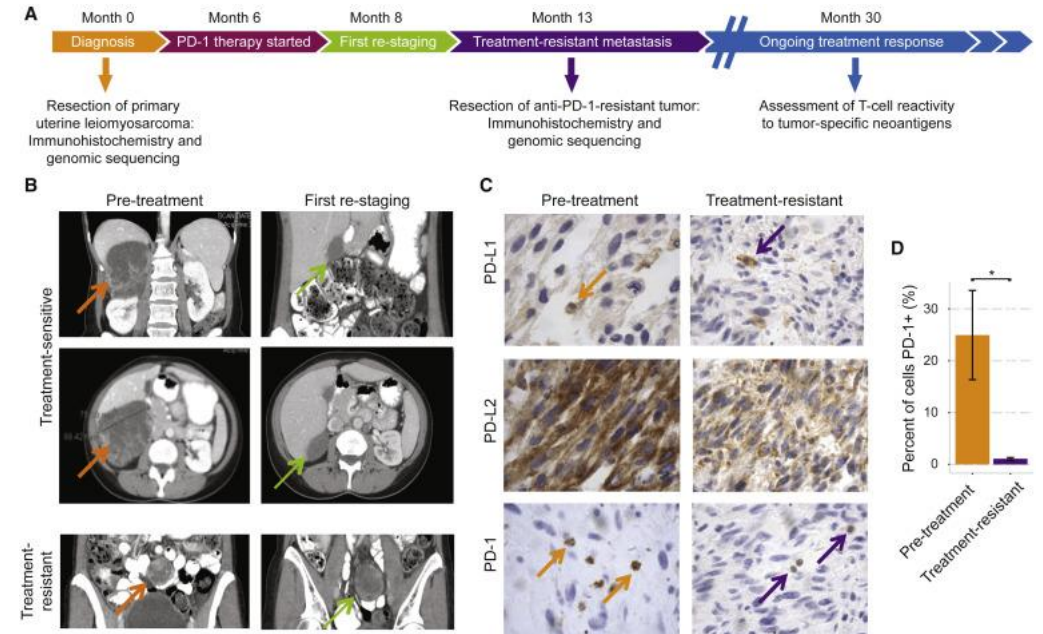 A
Month 0
Month 6
Month 8
Month 13
Month 30
Diagnosis
PD-1 therapy started
First re-staging
Treatment-resistant metastasis
Ongoing treatment response
Resection of primary
uterine leiomyosarcoma:
Immunohistochemistry and
genomic sequencing
Resection of anti-PD-1-resistant tumor:
Immunohistochemistry and
genomic sequencing
Assessment of T-cell reactivity
to tumor-specific neoantigens
B
Pre-treatment
First re-staging
Treatment-sensitive
Treatment-
resistant
C
Pre-treatment
Treatment-resistant
PD-L1
PD-L2
PD-1
D
*
Percent of cells PD-1+ (%)
30
20
10
0
Pre-treatment
Treatment-resistant